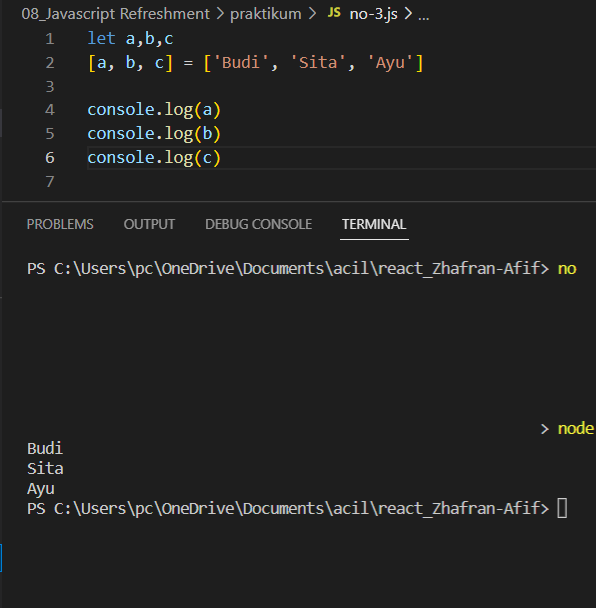 08_Javascript Refreshment > praktikum > JS no-3.js > ...
1 let a,b,c
2 [a, b, c] = ['Budi', 'Sita', 'Ayu']
3
4 console.log(a)
5 console.log(b)
6 console.log(c)
7
PROBLEMS OUTPUT DEBUG CONSOLE TERMINAL
PS C:\Users\pc\OneDrive\Documents\acil\react_Zhafran-Afif> no
> node
Budi
Sita
Ayu
PS C:\Users\pc\OneDrive\Documents\acil\react_Zhafran-Afif>